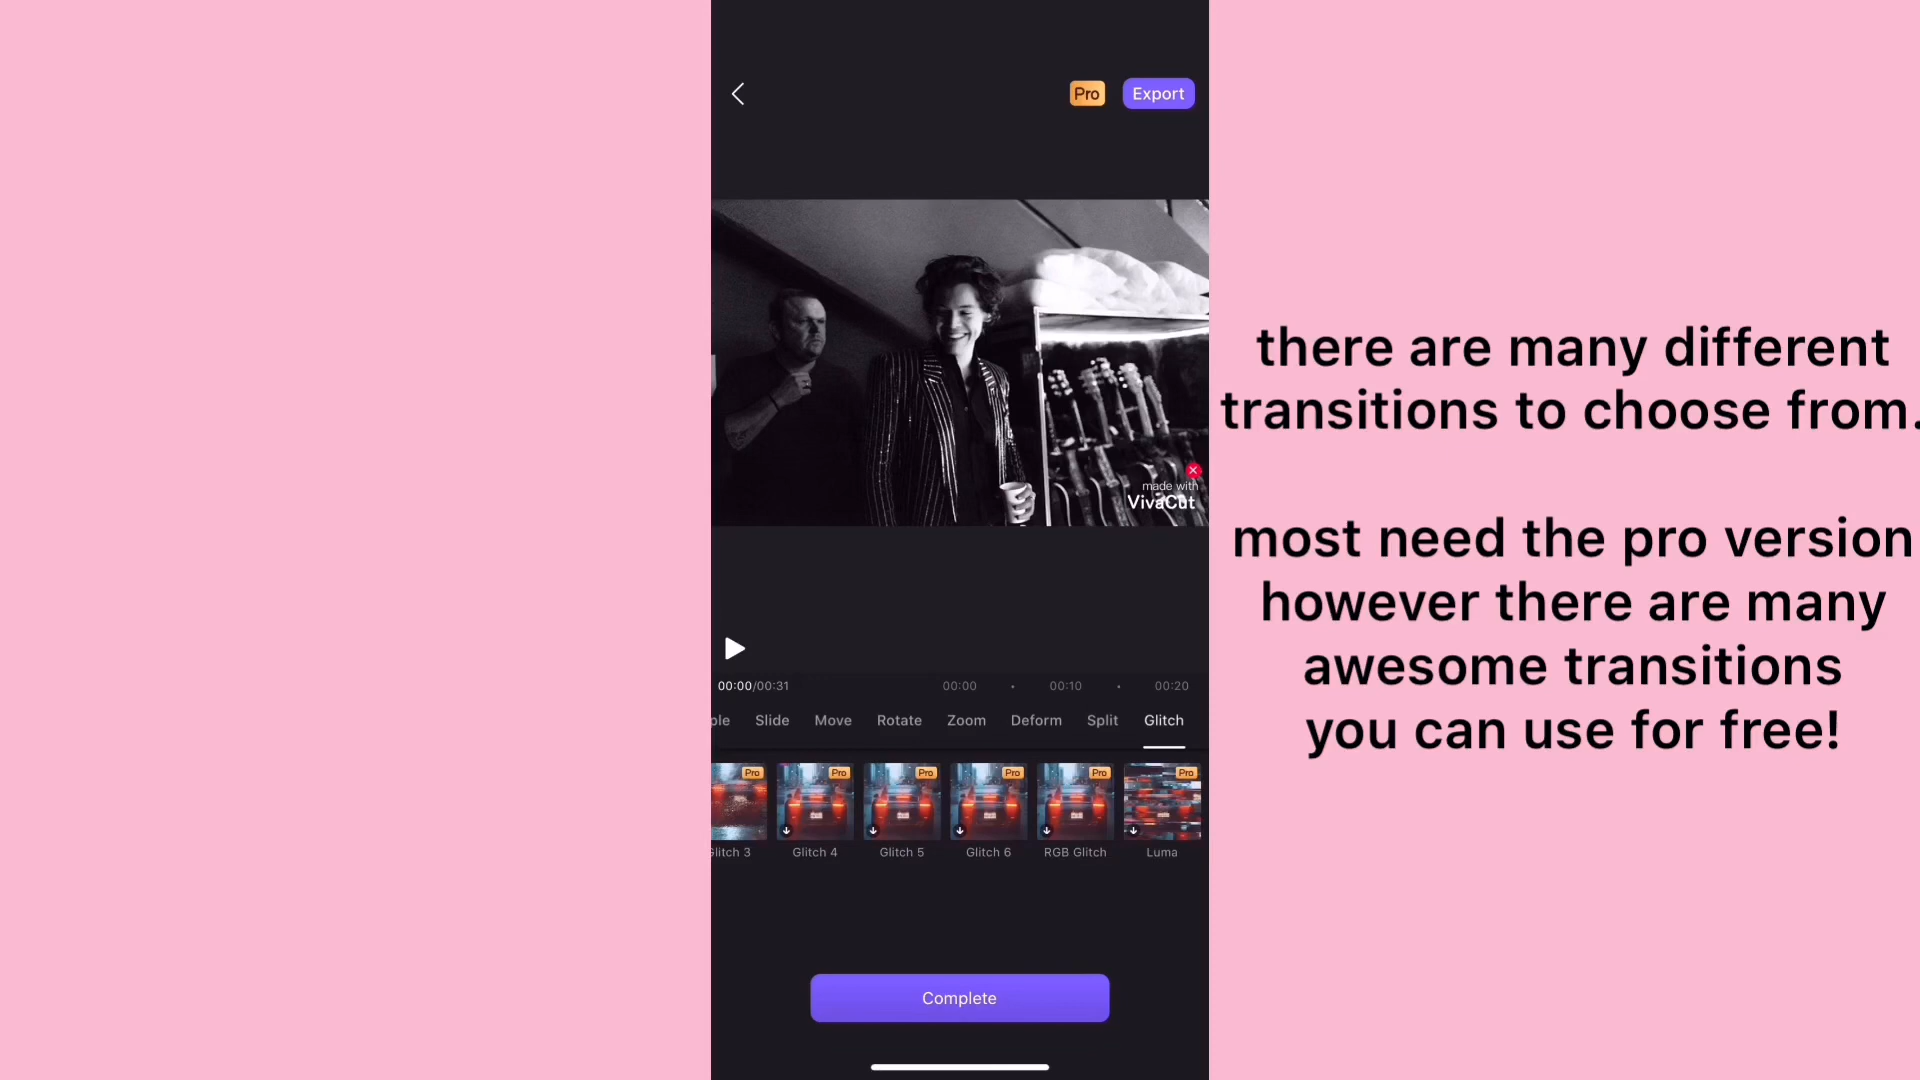 Pro
Export
there are many different
transitions to choose from.
made with
VivaCut
most need the pro version
however there are many
awesome transitions
you can use for free!
00:00/00:31
00:00
00:10
00:20
ple
Slide
Move
Rotate
Zoom
Deform
Split
Glitch
Pro
Pro
Pro
Pro
Pro
Pro
Glitch 3
Glitch 4
Glitch 5
Glitch 6
RGB Glitch
Luma
Complete